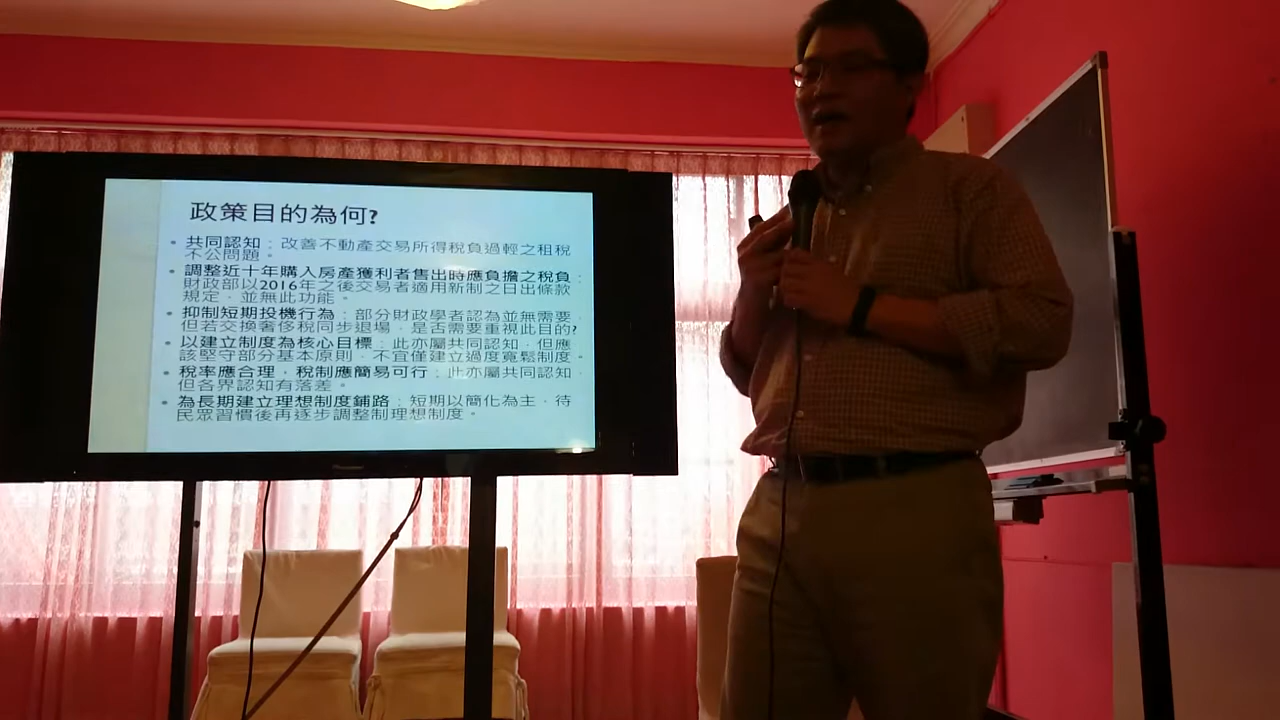 政策目的為何?
• 共同認知：改善不動產交易所得稅負過輕之租稅
不公問題。
• 調整近十年購入房產獲利者售出時應負擔之稅負：
財政部以2016年之後交易者適用新制之日出條款
規定，並無此功能。
• 抑制短期投機行為：部分財政學者認為並無需要，
但若交換奢侈稅同步退場，是否需要重視此目的?
• 以建立制度為核心目標：此亦屬共同認知，但應
該堅守部分基本原則，不宜僅建立過度寬鬆制度。
• 稅率應合理，稅制應簡易可行：此亦屬共同認知，
但各界認知有落差。
• 為長期建立理想制度鋪路：短期以簡化為主，待
民眾習慣後再逐步調整制理想制度。